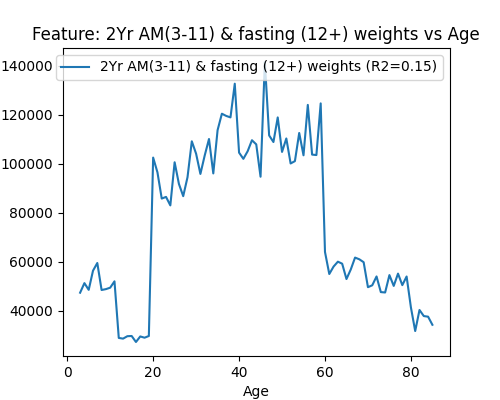 Feature: 2Yr AM(3-11) & fasting (12+) weights vs Age
2Yr AM(3-11) & fasting (12+) weights (R2=0.15)
140000
120000
100000
80000
60000
40000
0 20 40 60 80
Age